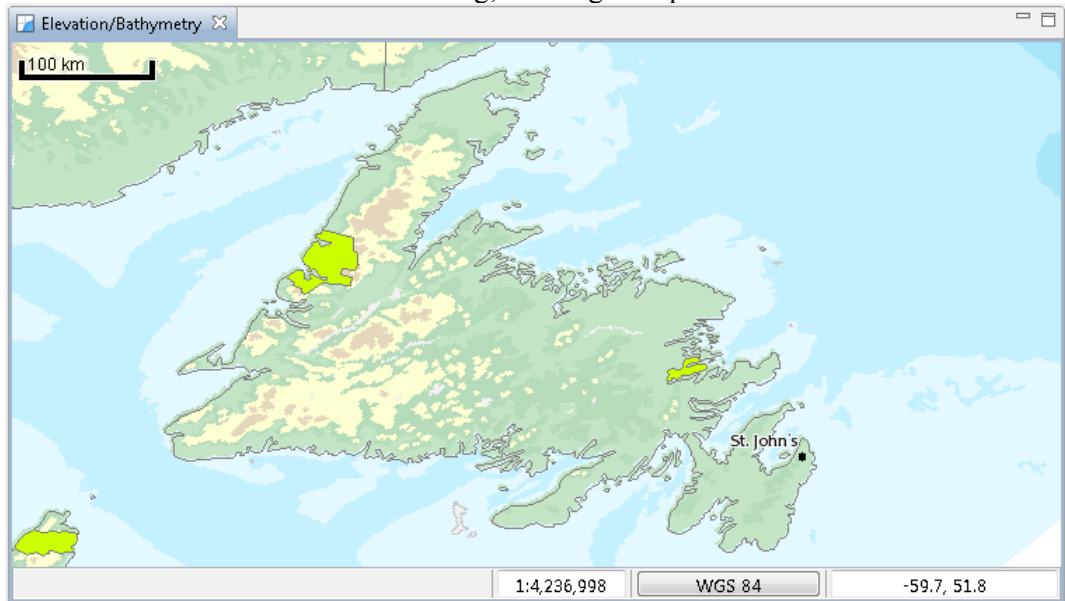 Elevation/Bathymetry
100 km
St. John's
1:4,236,998 WGS 84 -59.7, 51.8